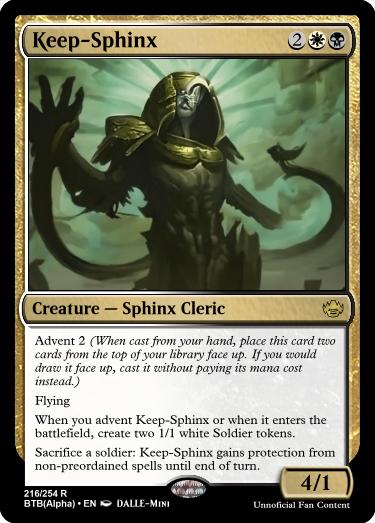 Keep-Sphinx 2
Creature — Sphinx Cleric
Advent 2 (When cast from your hand, place this card two
cards from the top of your library face up. If you would
draw it face up, cast it without paying its mana cost
instead.)
Flying
When you advent Keep-Sphinx or when it enters the
battlefield, create two 1/1 white Soldier tokens.
Sacrifice a soldier: Keep-Sphinx gains protection from
non-preordained spells until end of turn.
4/1
216/254 R
BTB(Alpha) • EN DALLE-Mini
Unofficial Fan Content